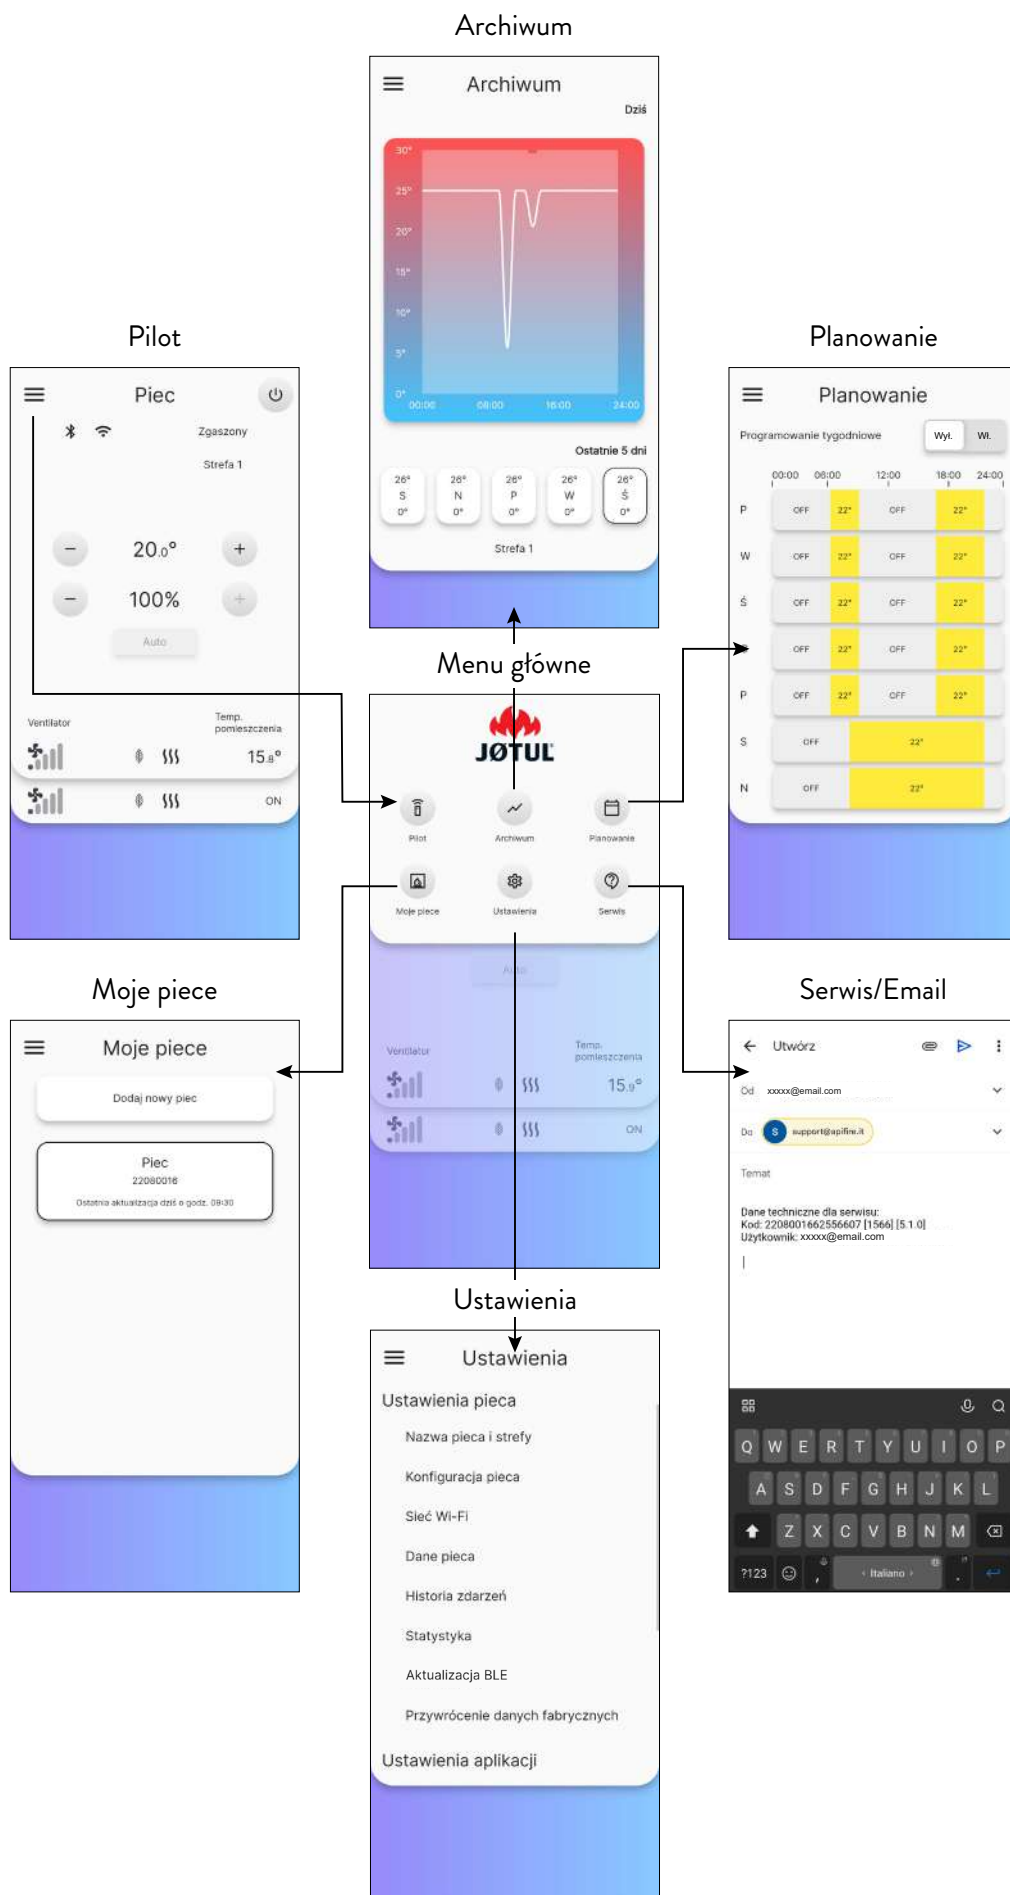 Archiwum
Archiwum
Dziś
30°
25°
20°
15°
10°
5°
0°
00:00 08:00 16:00 24:00
Ostatnie 5 dni
26° 26° 26° 26° 26°
S N P W Ś
0° 0° 0° 0° 0°
Strefa 1
Pilot
Piec
Zgaszony
Strefa 1
20.0°
100%
Auto
Ventilator
Temp.
pomieszczenia
15.8°
ON
Planowanie
Planowanie
Programowanie tygodniowe
Wył. Wł.
00:00 06:00 12:00 18:00 24:00
P OFF 22° OFF 22°
W OFF 22° OFF 22°
Ś OFF 22° OFF 22°
OFF 22° OFF 22°
P OFF 22° OFF 22°
S OFF 22°
N OFF 22°
Menu główne
JØTUL
Pilot Archiwum Planowanie
Moje piece Ustawienia Serwis
Auto
Ventilator
Temp.
pomieszczenia
15.9°
ON
Moje piece
Moje piece
Dodaj nowy piec
Piec
22080016
Ostatnia aktualizacja dziś o godz. 09:30
Serwis/Email
Utwórz
Od xxxxx@email.com
Do S support@apifire.it
Temat
Dane techniczne dla serwisu:
Kod: 2208001662556607 [1566] [5.1.0]
Użytkownik: xxxxx@email.com
Q W E R T Y U I O P
A S D F G H J K L
Z X C V B N M
?123 , Italiano .
Ustawienia
Ustawienia
Ustawienia pieca
Nazwa pieca i strefy
Konfiguracja pieca
Sieć Wi-Fi
Dane pieca
Historia zdarzeń
Statystyka
Aktualizacja BLE
Przywrócenie danych fabrycznych
Ustawienia aplikacji